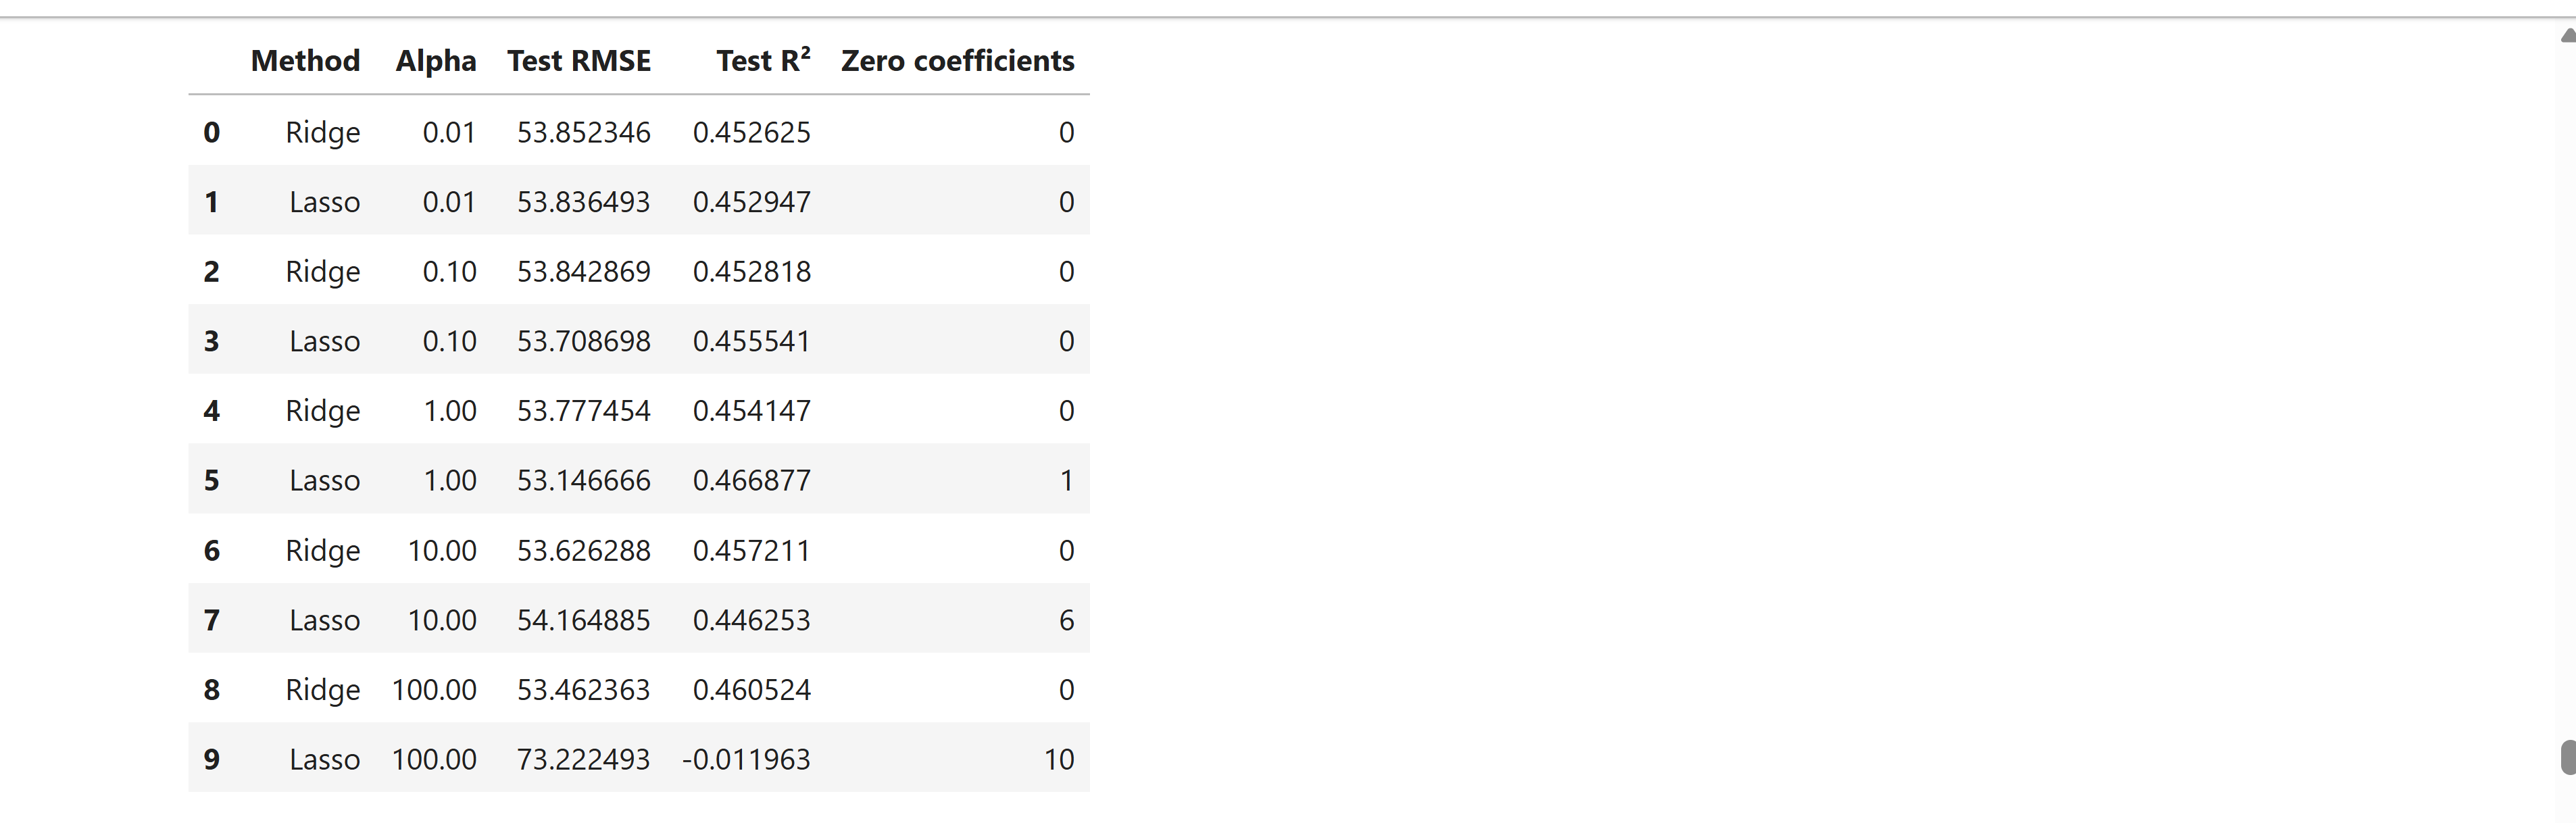 Method Alpha Test RMSE Test R² Zero coefficients
0 Ridge 0.01 53.852346 0.452625 0
1 Lasso 0.01 53.836493 0.452947 0
2 Ridge 0.10 53.842869 0.452818 0
3 Lasso 0.10 53.708698 0.455541 0
4 Ridge 1.00 53.777454 0.454147 0
5 Lasso 1.00 53.146666 0.466877 1
6 Ridge 10.00 53.626288 0.457211 0
7 Lasso 10.00 54.164885 0.446253 6
8 Ridge 100.00 53.462363 0.460524 0
9 Lasso 100.00 73.222493 -0.011963 10